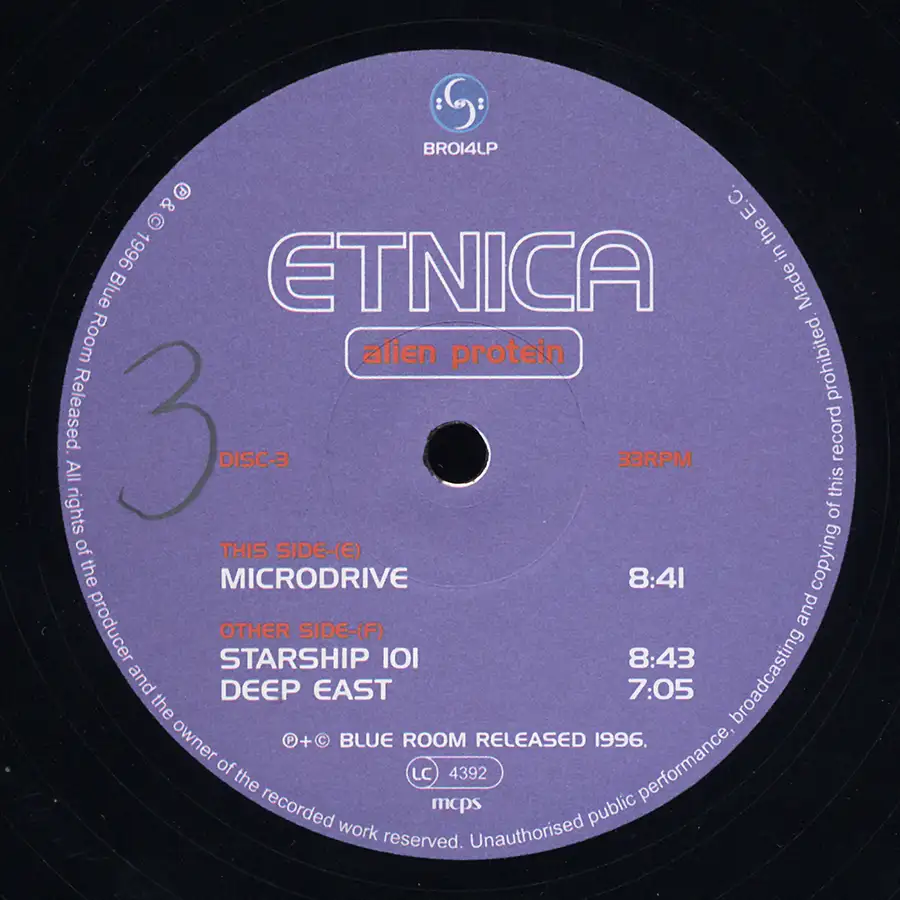 BR014LP
ETNICA
alien protein
3
DISC-3 33RPM
THIS SIDE-(E)
MICRODRIVE 8:41
OTHER SIDE-(F)
STARSHIP 101 8:43
DEEP EAST 7:05
℗+© BLUE ROOM RELEASED 1996.
LC 4392
mcps
℗ & © 1996 Blue Room Released. All rights of the producer and the owner of the recorded work reserved. Unauthorised public performance, broadcasting and copying of this record prohibited. Made in the E.C.